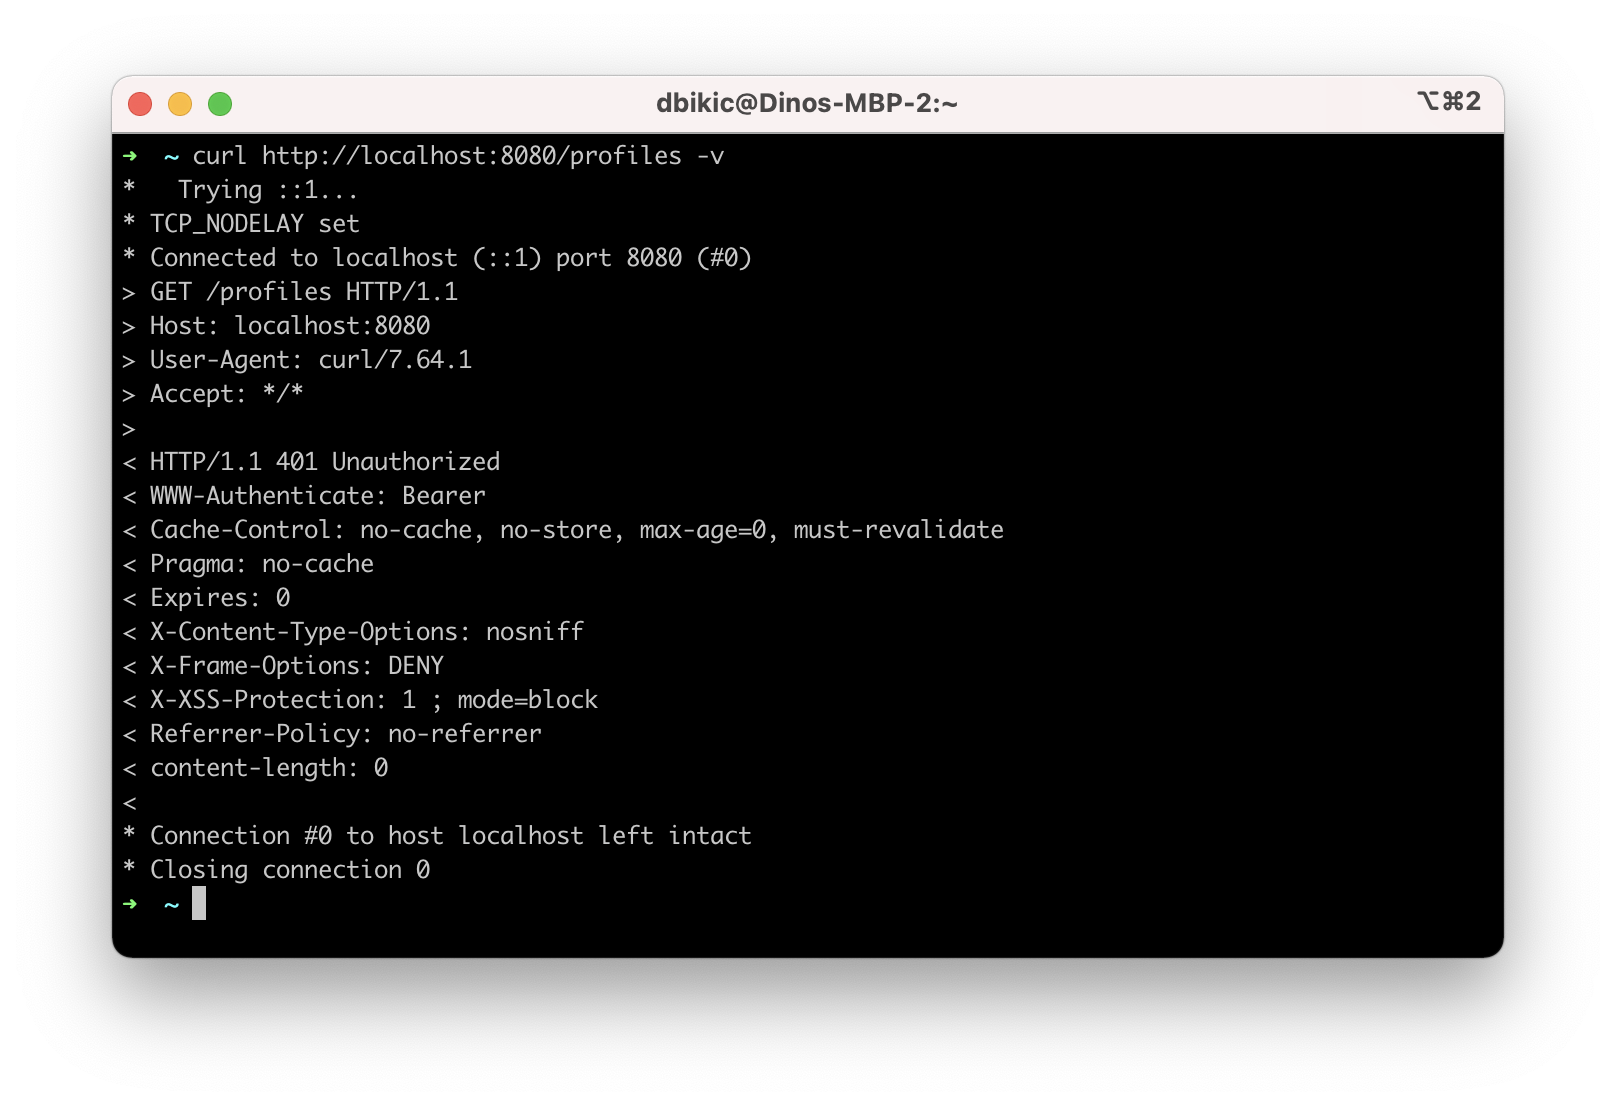 dbikic@Dinos-MBP-2:~ ⌥⌘2
➜  ~ curl http://localhost:8080/profiles -v
*   Trying ::1...
* TCP_NODELAY set
* Connected to localhost (::1) port 8080 (#0)
> GET /profiles HTTP/1.1
> Host: localhost:8080
> User-Agent: curl/7.64.1
> Accept: */*
>
< HTTP/1.1 401 Unauthorized
< WWW-Authenticate: Bearer
< Cache-Control: no-cache, no-store, max-age=0, must-revalidate
< Pragma: no-cache
< Expires: 0
< X-Content-Type-Options: nosniff
< X-Frame-Options: DENY
< X-XSS-Protection: 1 ; mode=block
< Referrer-Policy: no-referrer
< content-length: 0
<
* Connection #0 to host localhost left intact
* Closing connection 0
➜  ~